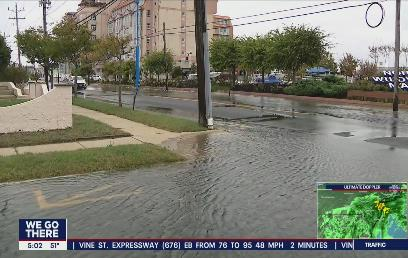 ULTIMATE DOPPLER
WE GO
THERE
5:02 51°
VINE ST. EXPRESSWAY (676) EB FROM 76 TO 95 48 MPH 2 MINUTES VIN
TRAFFIC